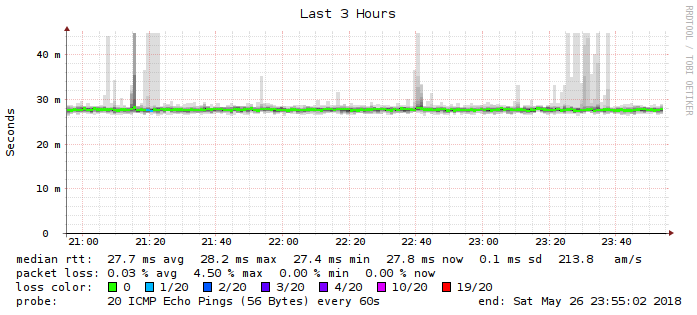 Last 3 Hours
RRDTOOL / TOBI OETIKER
Seconds
40 m
30 m
20 m
10 m
0
21:00 21:20 21:40 22:00 22:20 22:40 23:00 23:20 23:40
median rtt: 27.7 ms avg 28.2 ms max 27.4 ms min 27.8 ms now 0.1 ms sd 213.8 am/s
packet loss: 0.03 % avg 4.50 % max 0.00 % min 0.00 % now
loss color: 0 1/20 2/20 3/20 4/20 10/20 19/20
probe: 20 ICMP Echo Pings (56 Bytes) every 60s end: Sat May 26 23:55:02 2018